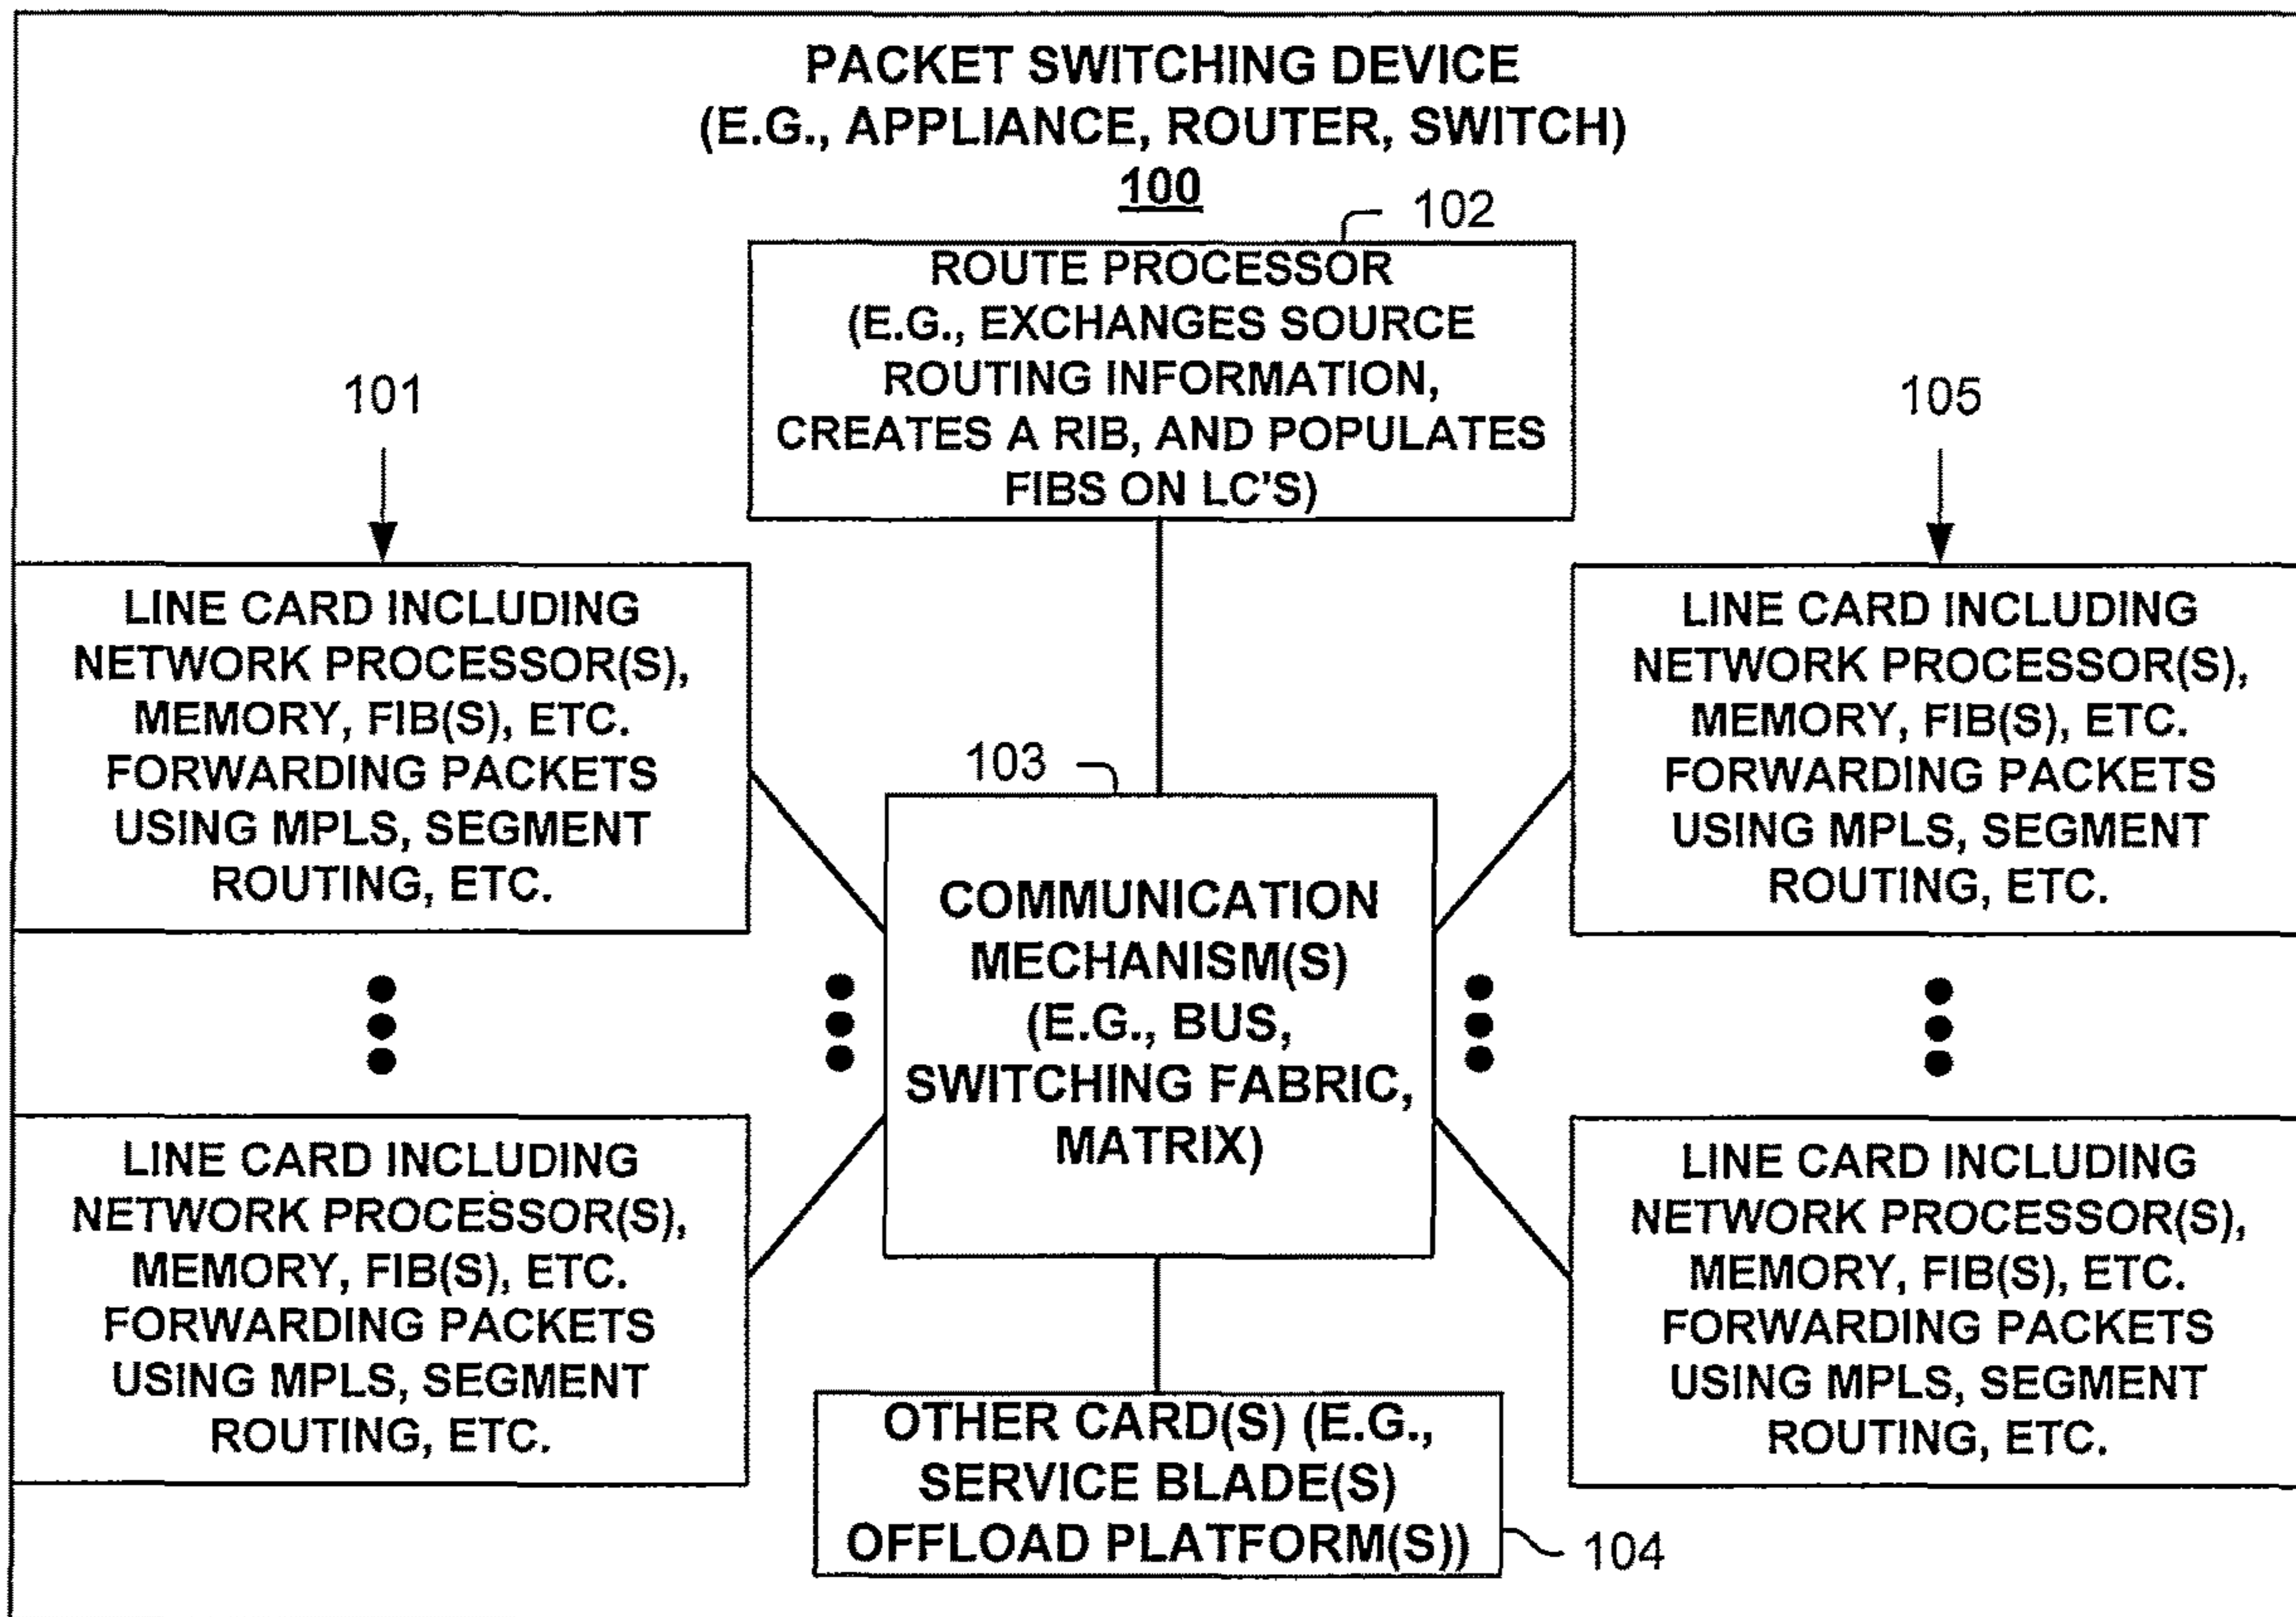 PACKET SWITCHING DEVICE
(E.G., APPLIANCE, ROUTER, SWITCH)
100
102
ROUTE PROCESSOR
(E.G., EXCHANGES SOURCE
ROUTING INFORMATION,
CREATES A RIB, AND POPULATES
FIBS ON LC'S)
101
LINE CARD INCLUDING
NETWORK PROCESSOR(S),
MEMORY, FIB(S), ETC.
FORWARDING PACKETS
USING MPLS, SEGMENT
ROUTING, ETC.
LINE CARD INCLUDING
NETWORK PROCESSOR(S),
MEMORY, FIB(S), ETC.
FORWARDING PACKETS
USING MPLS, SEGMENT
ROUTING, ETC.
103
COMMUNICATION
MECHANISM(S)
(E.G., BUS,
SWITCHING FABRIC,
MATRIX)
OTHER CARD(S) (E.G.,
SERVICE BLADE(S)
OFFLOAD PLATFORM(S))
104
105
LINE CARD INCLUDING
NETWORK PROCESSOR(S),
MEMORY, FIB(S), ETC.
FORWARDING PACKETS
USING MPLS, SEGMENT
ROUTING, ETC.
LINE CARD INCLUDING
NETWORK PROCESSOR(S),
MEMORY, FIB(S), ETC.
FORWARDING PACKETS
USING MPLS, SEGMENT
ROUTING, ETC.